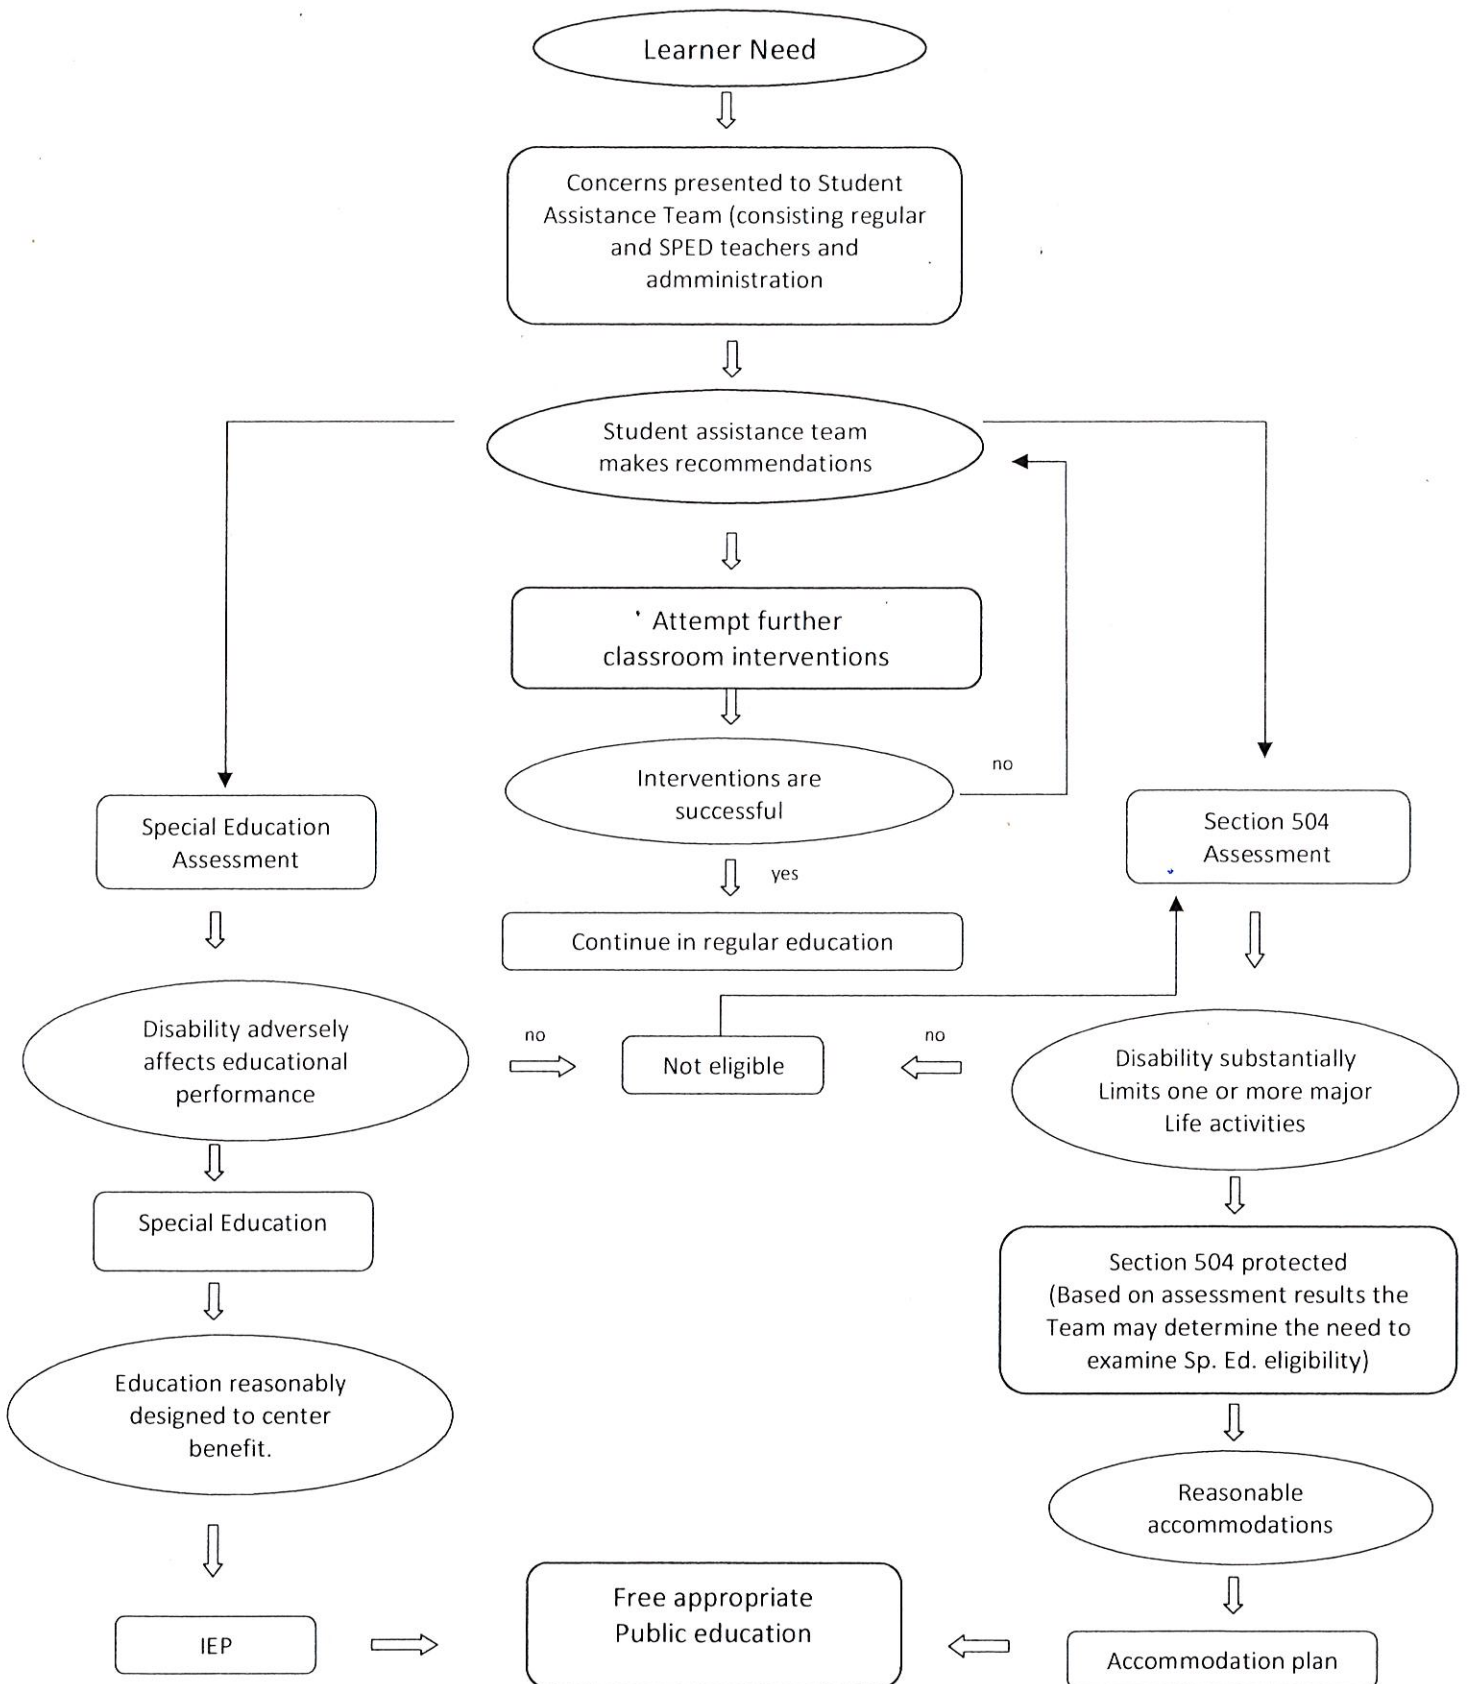 Learner Need
Concerns presented to Student
Assistance Team (consisting regular
and SPED teachers and
admministration
Student assistance team
makes recommendations
Attempt further
classroom interventions
Interventions are
successful
no
yes
Continue in regular education
Special Education
Assessment
Section 504
Assessment
Disability adversely
affects educational
performance
no
Not eligible
no
Disability substantially
Limits one or more major
Life activities
Special Education
Section 504 protected
(Based on assessment results the
Team may determine the need to
examine Sp. Ed. eligibility)
Education reasonably
designed to center
benefit.
Reasonable
accommodations
IEP
Free appropriate
Public education
Accommodation plan